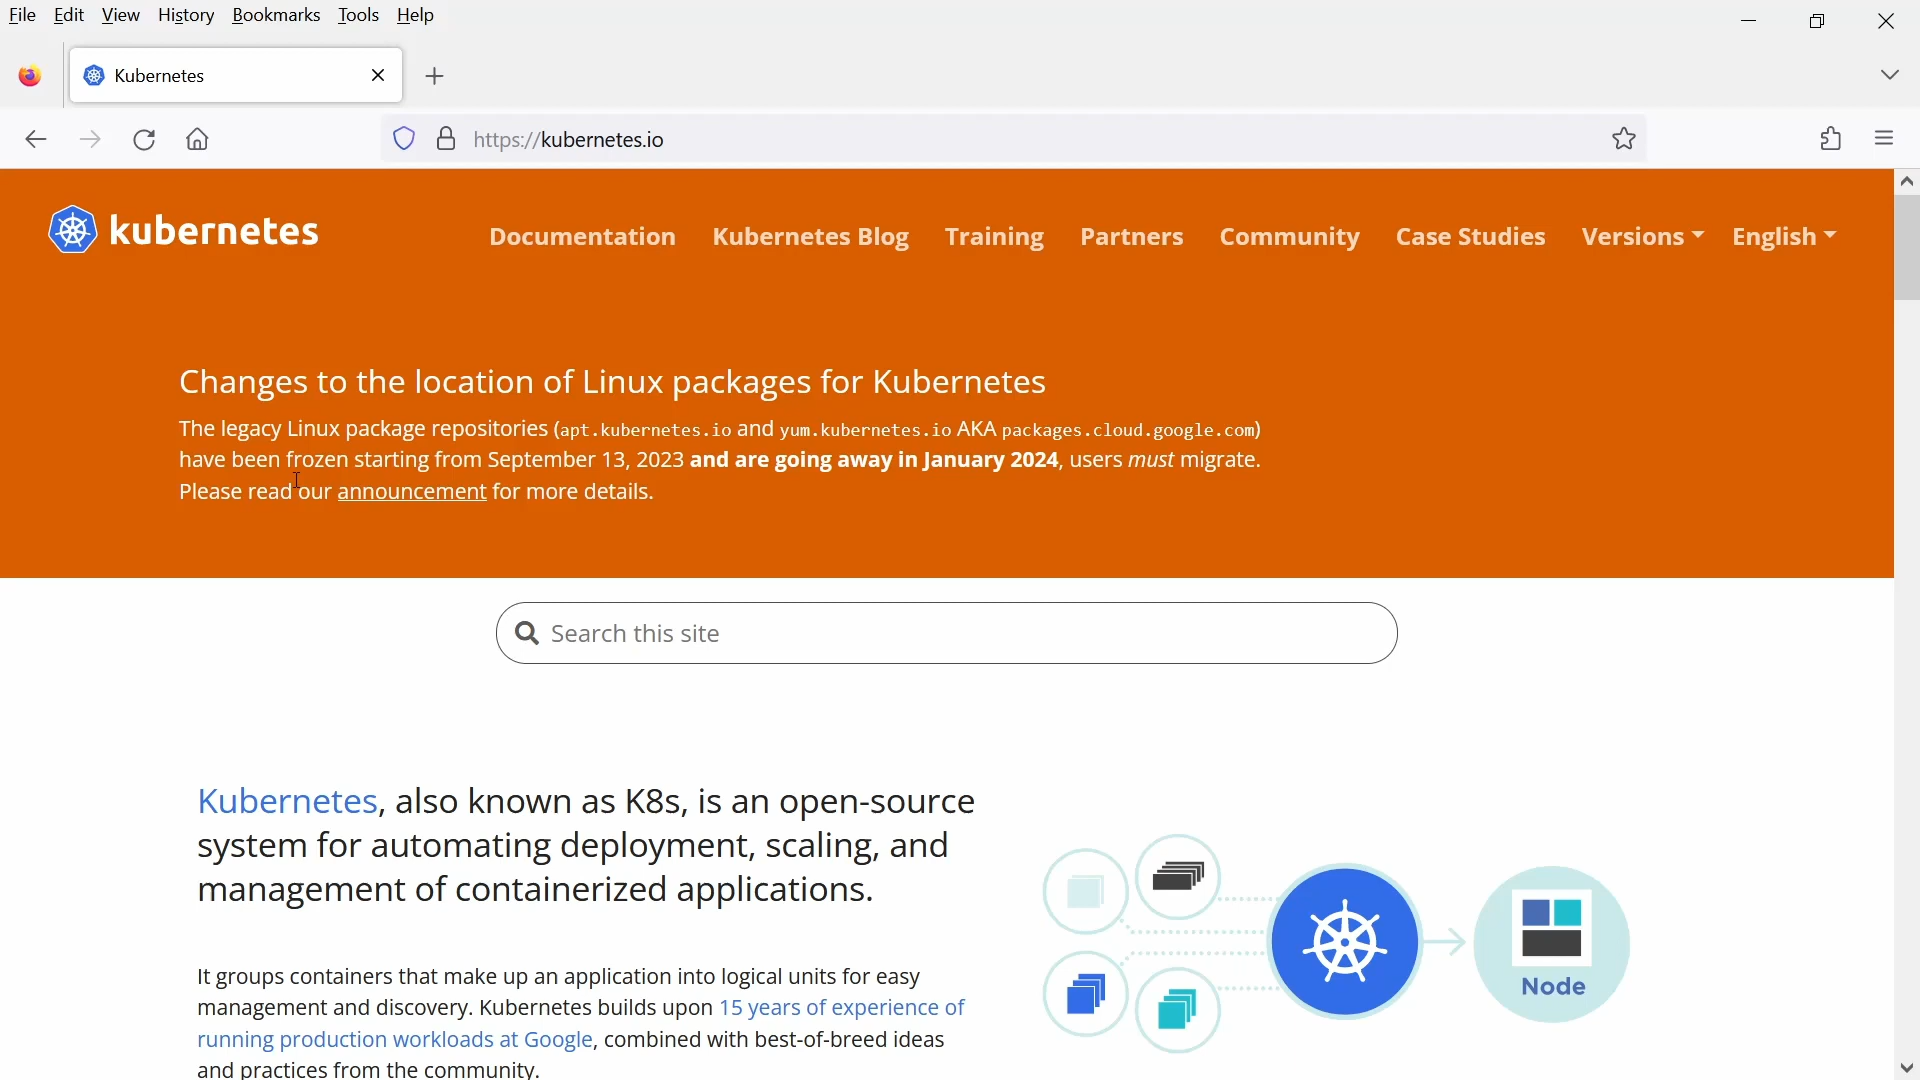 File Edit View History Bookmarks Tools Help
Kubernetes
https://kubernetes.io
kubernetes
Documentation Kubernetes Blog Training Partners Community Case Studies Versions English
Changes to the location of Linux packages for Kubernetes
The legacy Linux package repositories (apt.kubernetes.io and yum.kubernetes.io AKA packages.cloud.google.com)
have been frozen starting from September 13, 2023 and are going away in January 2024, users must migrate.
Please read our announcement for more details.
Search this site
Kubernetes, also known as K8s, is an open-source
system for automating deployment, scaling, and
management of containerized applications.
It groups containers that make up an application into logical units for easy
management and discovery. Kubernetes builds upon 15 years of experience of
running production workloads at Google, combined with best-of-breed ideas
and practices from the community.
Node